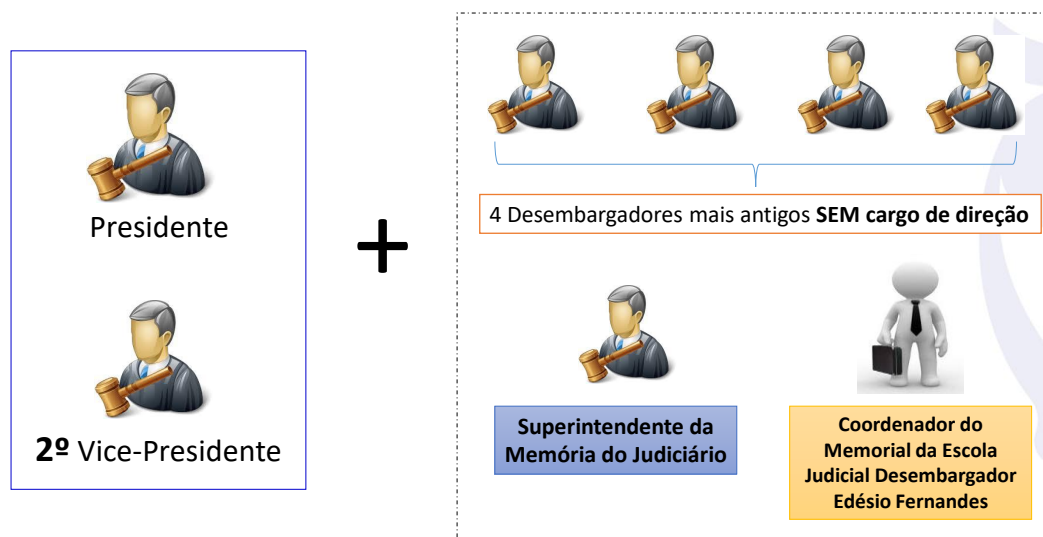 Presidente
2º Vice-Presidente
+
4 Desembargadores mais antigos SEM cargo de direção
Superintendente da
Memória do Judiciário
Coordenador do
Memorial da Escola
Judicial Desembargador
Edésio Fernandes